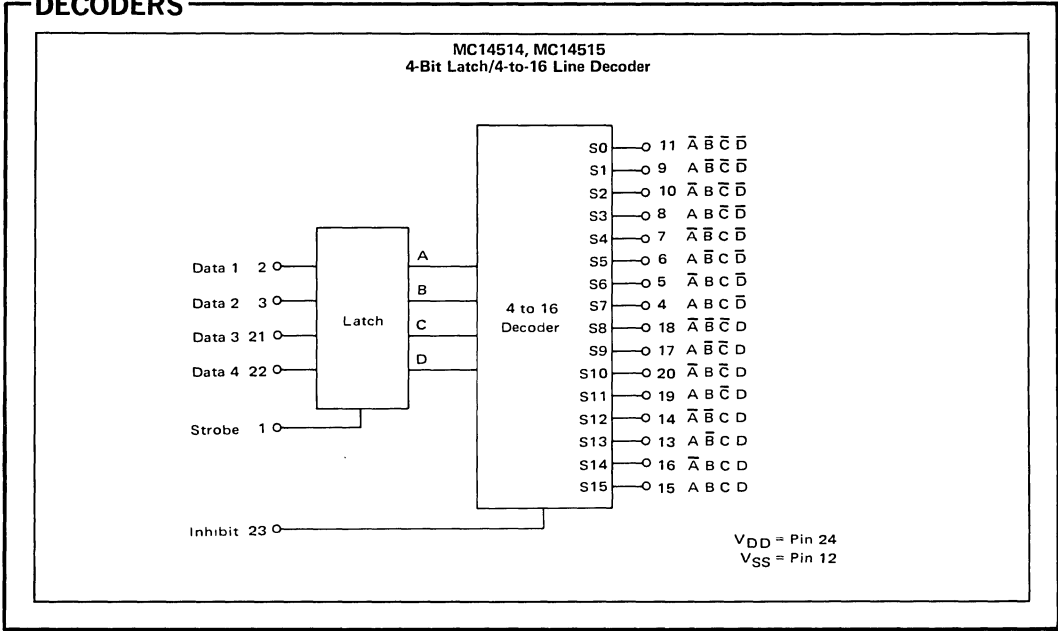 DECODERS
MC14514, MC14515
4-Bit Latch/4-to-16 Line Decoder
S0 11 A̅ B̅ C̅ D̅
S1 9 A B̅ C̅ D̅
S2 10 A̅ B C̅ D̅
S3 8 A B C̅ D̅
S4 7 A̅ B̅ C D̅
S5 6 A B̅ C D̅
S6 5 A̅ B C D̅
S7 4 A B C D̅
S8 18 A̅ B̅ C̅ D
S9 17 A B̅ C̅ D
S10 20 A̅ B C̅ D
S11 19 A B C̅ D
S12 14 A̅ B̅ C D
S13 13 A B̅ C D
S14 16 A̅ B C D
S15 15 A B C D
Data 1 2
Data 2 3
Data 3 21
Data 4 22
Strobe 1
Latch
A
B
C
D
4 to 16
Decoder
Inhibit 23
VDD = Pin 24
VSS = Pin 12